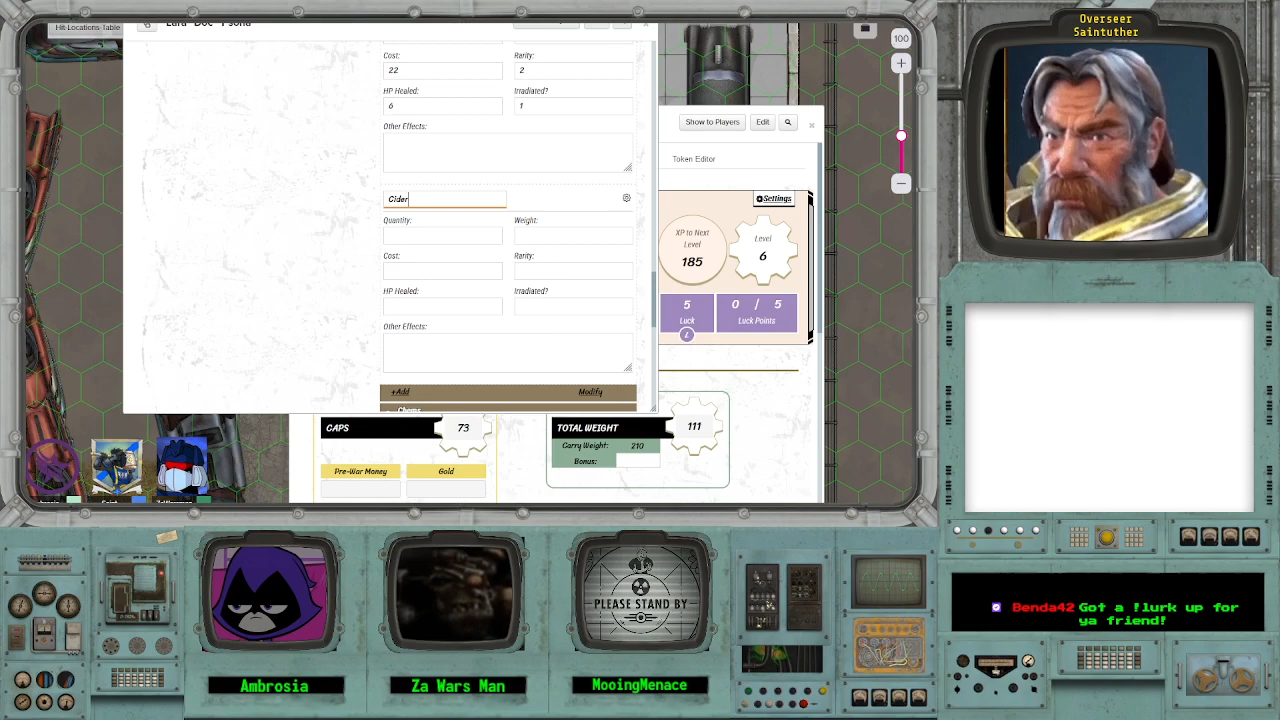 Hit-Locations-Table
100
Overseer
Saintuther
Cost:
Rarity:
22
2
HP Healed:
Irradiated?
6
1
Other Effects:
Show to Players
Edit
Token Editor
Cider
Settings
Quantity:
Weight:
XP to Next
Level
185
Level
6
Cost:
Rarity:
HP Healed:
Irradiated?
5
Luck
0 / 5
Luck Points
Other Effects:
+Add
Modify
Chems
CAPS
73
TOTAL WEIGHT
111
Carry Weight:
210
Bonus:
Pre-War Money
Gold
PLEASE STAND BY
Benda42 Got a !lurk up for
ya friend!
Ambrosia
Za Wars Man
MooingMenace